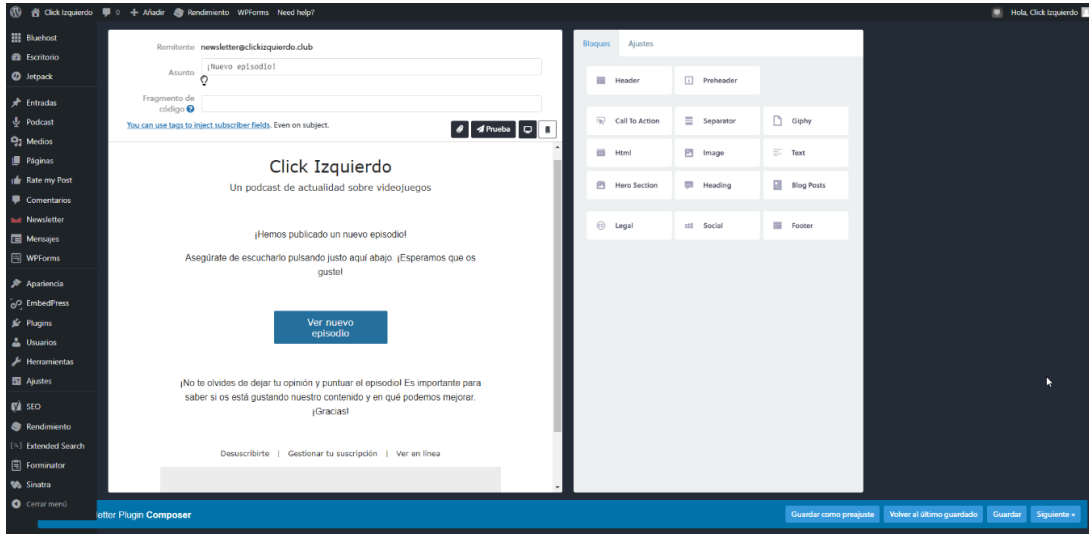 Click Izquierdo 0 + Añadir Rendimiento WPForms Need help? Hola, Click Izquierdo
Bluehost
Escritorio
Jetpack
Entradas
Podcast
Medios
Páginas
Rate my Post
Comentarios
Newsletter
Mensajes
WPForms
Apariencia
EmbedPress
Plugins
Usuarios
Herramientas
Ajustes
SEO
Rendimiento
Extended Search
Forminator
Sinatra
Cerrar menú
Remitente newsletter@clickizquierdo.club
Asunto ¡Nuevo episodio!
Fragmento de
código
You can use tags to inject subscriber fields. Even on subject.
Prueba
Click Izquierdo
Un podcast de actualidad sobre videojuegos
¡Hemos publicado un nuevo episodio!
Asegúrate de escucharlo pulsando justo aquí abajo. ¡Esperamos que os
guste!
Ver nuevo
episodio
¡No te olvides de dejar tu opinión y puntuar el episodio! Es importante para
saber si os está gustando nuestro contenido y en qué podemos mejorar.
¡Gracias!
Desuscribirte | Gestionar tu suscripción | Ver en línea
Bloques Ajustes
Header Preheader
Call To Action Separator Giphy
Html Image Text
Hero Section Heading Blog Posts
Legal Social Footer
etter Plugin Composer
Guardar como preajuste Volver al último guardado Guardar Siguiente »